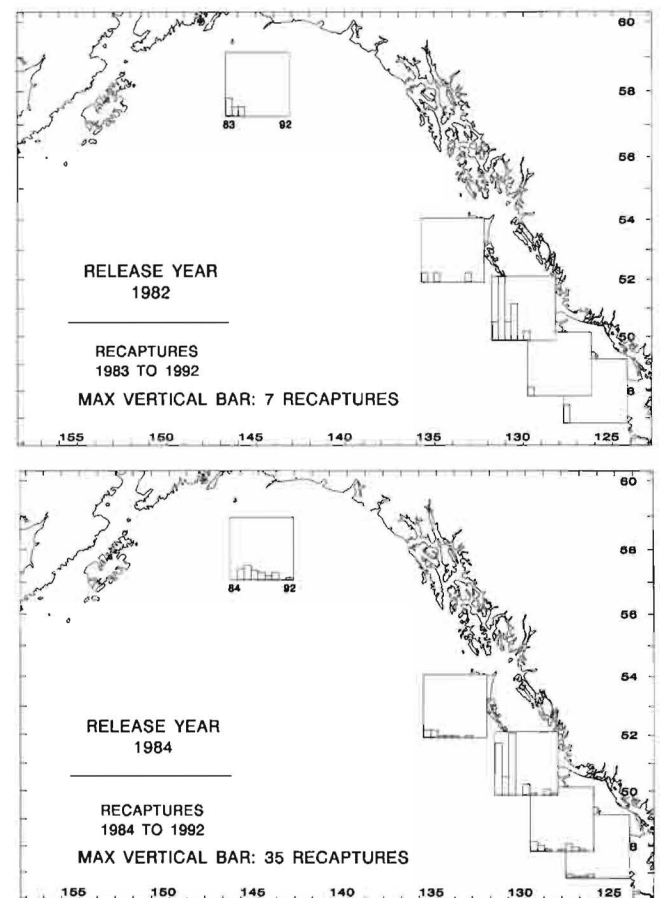 60
58
83 92
56
54
RELEASE YEAR
1982
52
50
RECAPTURES
1983 TO 1992
8
MAX VERTICAL BAR: 7 RECAPTURES
155 150 145 140 135 130 125
60
58
84 92
56
54
RELEASE YEAR
1984
52
50
RECAPTURES
1984 TO 1992
8
MAX VERTICAL BAR: 35 RECAPTURES
155 150 145 140 135 130 125